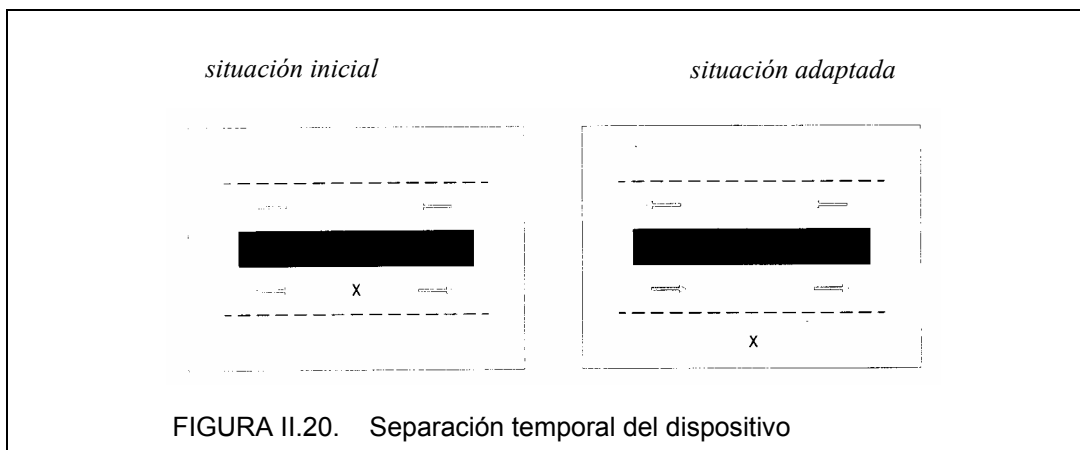 situación inicial
situación adaptada
X
X
FIGURA II.20. Separación temporal del dispositivo